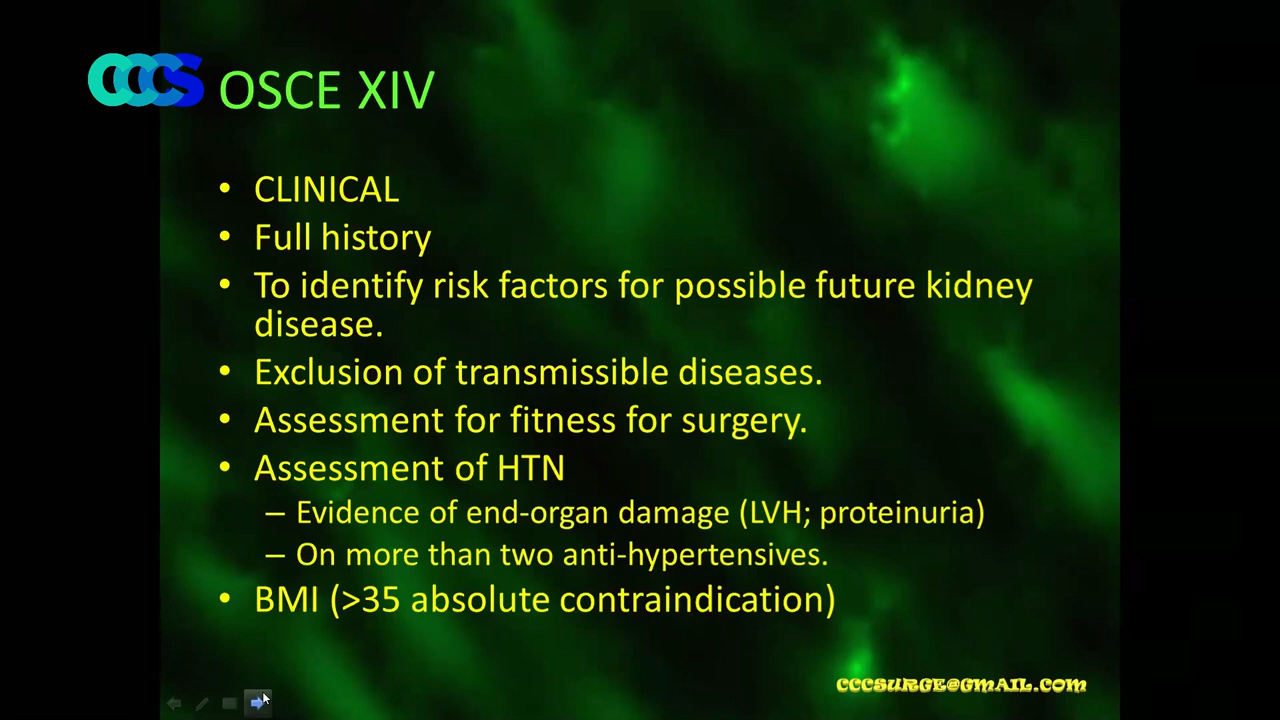 CCCS OSCE XIV
• CLINICAL
• Full history
• To identify risk factors for possible future kidney
disease.
• Exclusion of transmissible diseases.
• Assessment for fitness for surgery.
• Assessment of HTN
– Evidence of end-organ damage (LVH; proteinuria)
– On more than two anti-hypertensives.
• BMI (>35 absolute contraindication)
CCCSURGE@GMAIL.COM